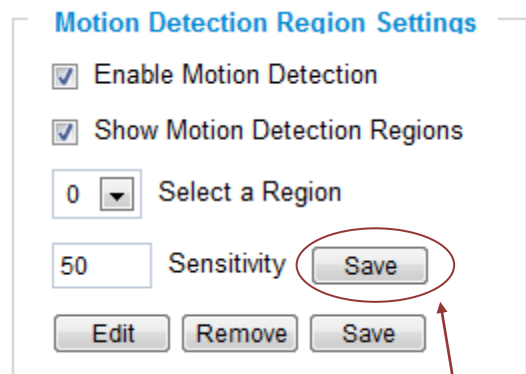 Motion Detection Region Settings
Enable Motion Detection
Show Motion Detection Regions
0 Select a Region
50 Sensitivity Save
Edit Remove Save